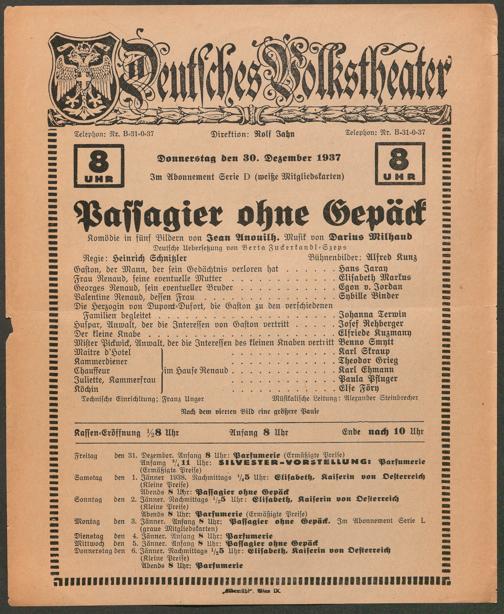 Deutsches Volkstheater
Telephon: Nr. B-31-0-37 Direktion: Rolf Jahn Telephon: Nr. B-31-0-37
8 UHR Donnerstag den 30. Dezember 1937 8 UHR
Im Abonnement Serie D (weiße Mitgliedskarten)
Passagier ohne Gepäck
Komödie in fünf Bildern von Jean Anouilh. Musik von Darius Milhaud
Deutsche Uebersetzung von Berta Zuckerkandl-Szeps
Regie: Heinrich Schnitzler Bühnenbilder: Alfred Kunz
Gaston, der Mann, der sein Gedächtnis verloren hat . . . . . . Hans Jaray
Frau Renaud, seine eventuelle Mutter . . . . . . Elisabeth Markus
Georges Renaud, sein eventueller Bruder . . . . . . Egon v. Jordan
Valentine Renaud, dessen Frau . . . . . . Sybille Binder
Die Herzogin von Dupont-Dufort, die Gaston zu den verschiedenen
Familien begleitet . . . . . . Johanna Terwin
Huspar, Anwalt, der die Interessen von Gaston vertritt . . . . . . Josef Rehberger
Der kleine Knabe . . . . . . Elfriede Kuzmany
Mister Pickwick, Anwalt, der die Interessen des kleinen Knaben vertritt Benno Smytt
Maitre d'Hotel . . . . . . Karl Skraup
Kammerdiener . . . . . . Theodor Grieg
Chauffeur im Hause Renaud . . . . . . Karl Ehmann
Juliette, Kammerfrau . . . . . . Paula Pfluger
Köchin . . . . . . Else Föry
Technische Einrichtung: Franz Unger Musikalische Leitung: Alexander Steinbrecher
Nach dem vierten Bild eine größere Pause
Kassen-Eröffnung ½8 Uhr Anfang 8 Uhr Ende nach 10 Uhr
Freitag den 31. Dezember. Anfang 8 Uhr: Parfumerie (Ermäßigte Preise)
Anfang ¾11 Uhr: SILVESTER-VORSTELLUNG: Parfumerie
(Ermäßigte Preise)
Samstag den 1. Jänner 1938. Nachmittags ½5 Uhr: Elisabeth, Kaiserin von Oesterreich
(Kleine Preise)
Abends 8 Uhr: Passagier ohne Gepäck
Sonntag den 2. Jänner. Nachmittags ½5 Uhr: Elisabeth, Kaiserin von Oesterreich
(Kleine Preise)
Abends 8 Uhr: Parfumerie (Ermäßigte Preise)
Montag den 3. Jänner. Anfang 8 Uhr: Passagier ohne Gepäck. Im Abonnement Serie L
(graue Mitgliedskarten)
Dienstag den 4. Jänner. Anfang 8 Uhr: Parfumerie
Mittwoch den 5. Jänner. Anfang 8 Uhr: Passagier ohne Gepäck
Donnerstag den 6. Jänner. Nachmittags ½5 Uhr: Elisabeth, Kaiserin von Oesterreich
(Kleine Preise)
Abends 8 Uhr: Parfumerie
Wien IX.